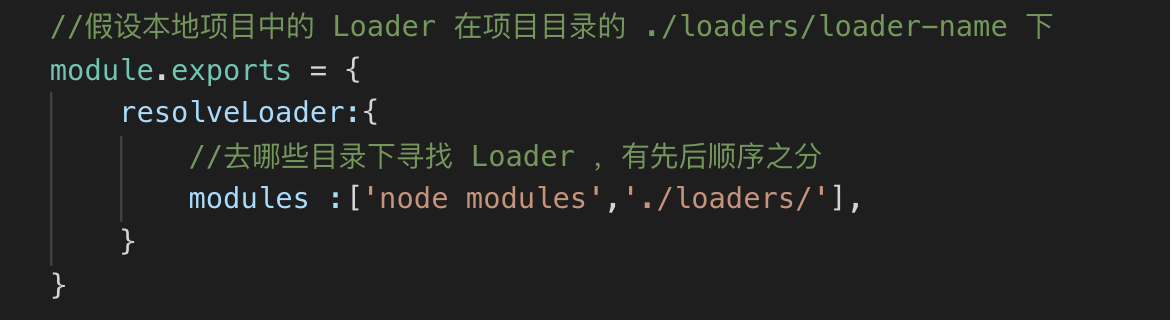 //假设本地项目中的 Loader 在项目目录的 ./loaders/loader-name 下
module.exports = {
resolveLoader:{
//去哪些目录下寻找 Loader ，有先后顺序之分
modules :['node modules','./loaders/'],
}
}